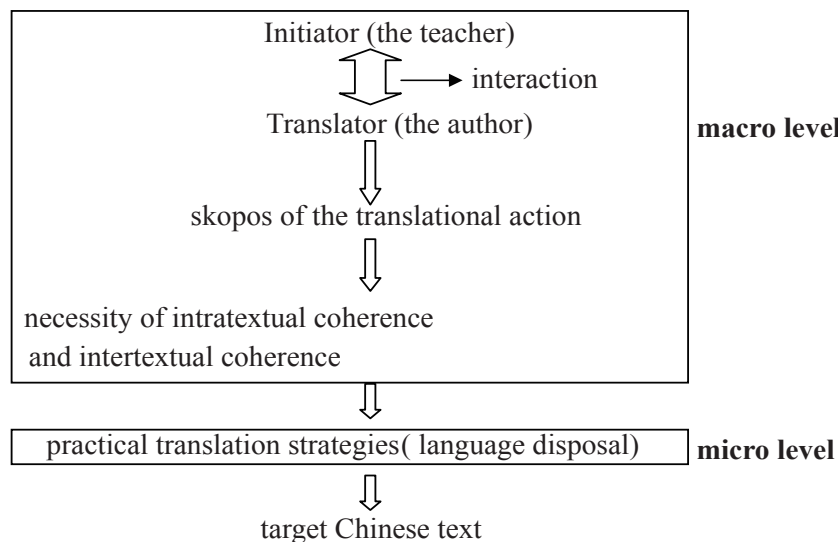 Initiator (the teacher)
interaction
Translator (the author)
macro level
skopos of the translational action
necessity of intratextual coherence
and intertextual coherence
practical translation strategies( language disposal)
micro level
target Chinese text